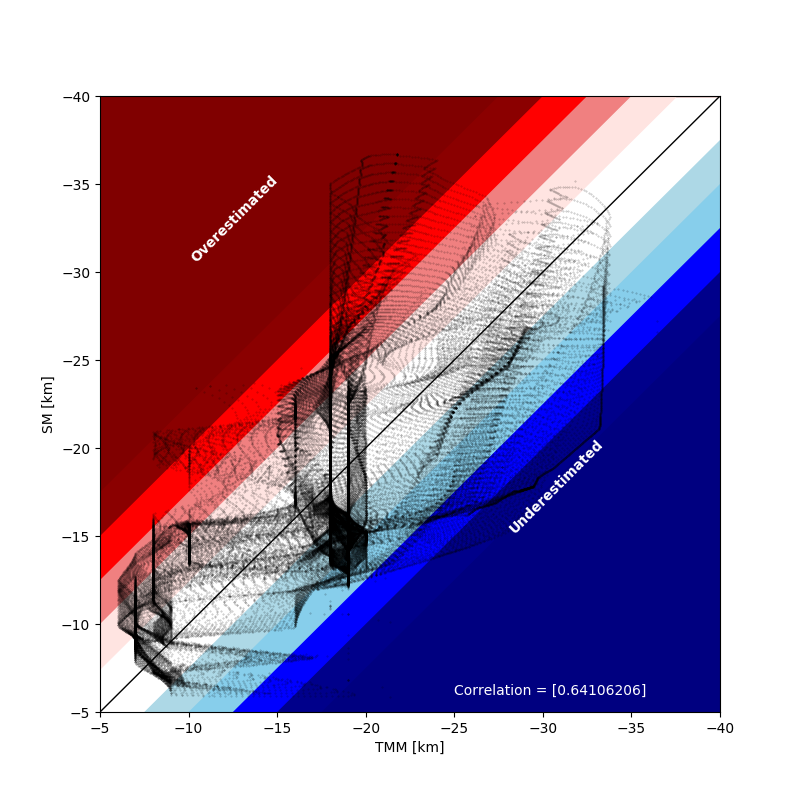 −40
−35
−30
−25
−20
−15
−10
−5
SM [km]
Overestimated
Underestimated
Correlation = [0.64106206]
−5 −10 −15 −20 −25 −30 −35 −40
TMM [km]